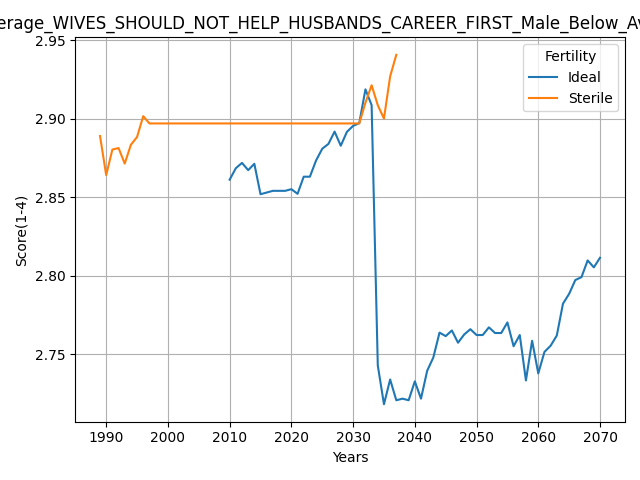 erage_WIVES_SHOULD_NOT_HELP_HUSBANDS_CAREER_FIRST_Male_Below_Av
2.95
2.90
2.85
2.80
2.75
Score(1-4)
Fertility
Ideal
Sterile
1990 2000 2010 2020 2030 2040 2050 2060 2070
Years